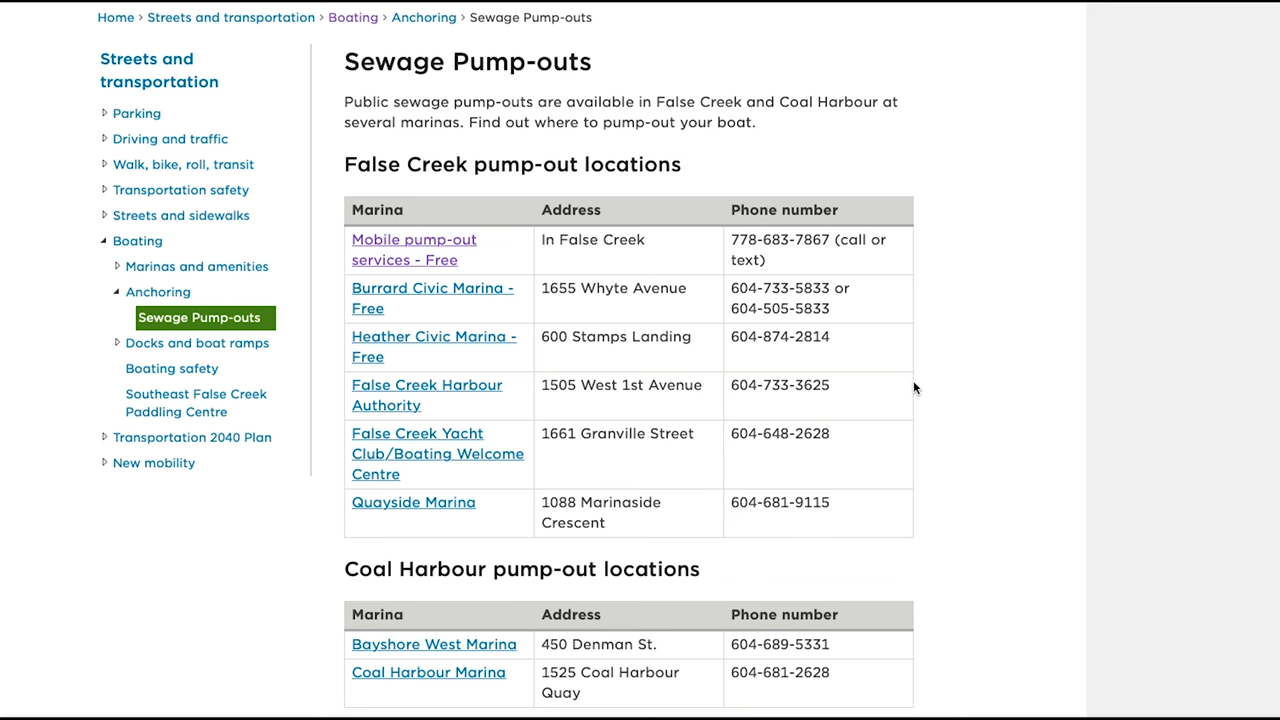 Home › Streets and transportation › Boating › Anchoring › Sewage Pump-outs
Streets and
transportation
Parking
Driving and traffic
Walk, bike, roll, transit
Transportation safety
Streets and sidewalks
Boating
Marinas and amenities
Anchoring
Sewage Pump-outs
Docks and boat ramps
Boating safety
Southeast False Creek
Paddling Centre
Transportation 2040 Plan
New mobility
Sewage Pump-outs
Public sewage pump-outs are available in False Creek and Coal Harbour at
several marinas. Find out where to pump-out your boat.
False Creek pump-out locations
Marina Address Phone number
Mobile pump-out In False Creek 778-683-7867 (call or
services - Free text)
Burrard Civic Marina - 1655 Whyte Avenue 604-733-5833 or
Free 604-505-5833
Heather Civic Marina - 600 Stamps Landing 604-874-2814
Free
False Creek Harbour 1505 West 1st Avenue 604-733-3625
Authority
False Creek Yacht 1661 Granville Street 604-648-2628
Club/Boating Welcome
Centre
Quayside Marina 1088 Marinaside 604-681-9115
Crescent
Coal Harbour pump-out locations
Marina Address Phone number
Bayshore West Marina 450 Denman St. 604-689-5331
Coal Harbour Marina 1525 Coal Harbour 604-681-2628
Quay